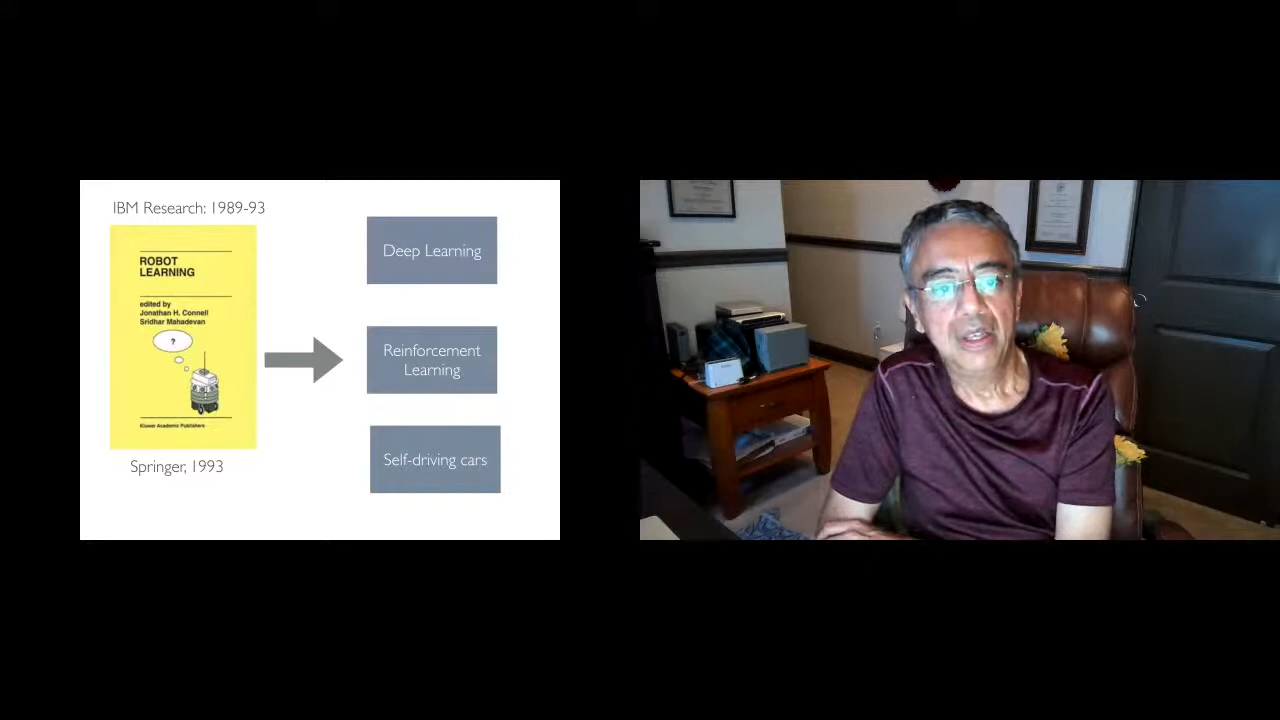 IBM Research: 1989-93
ROBOT
LEARNING
edited by
Jonathan H. Connell
Sridhar Mahadevan
?
Kluwer Academic Publishers
Springer, 1993
Deep Learning
Reinforcement
Learning
Self-driving cars